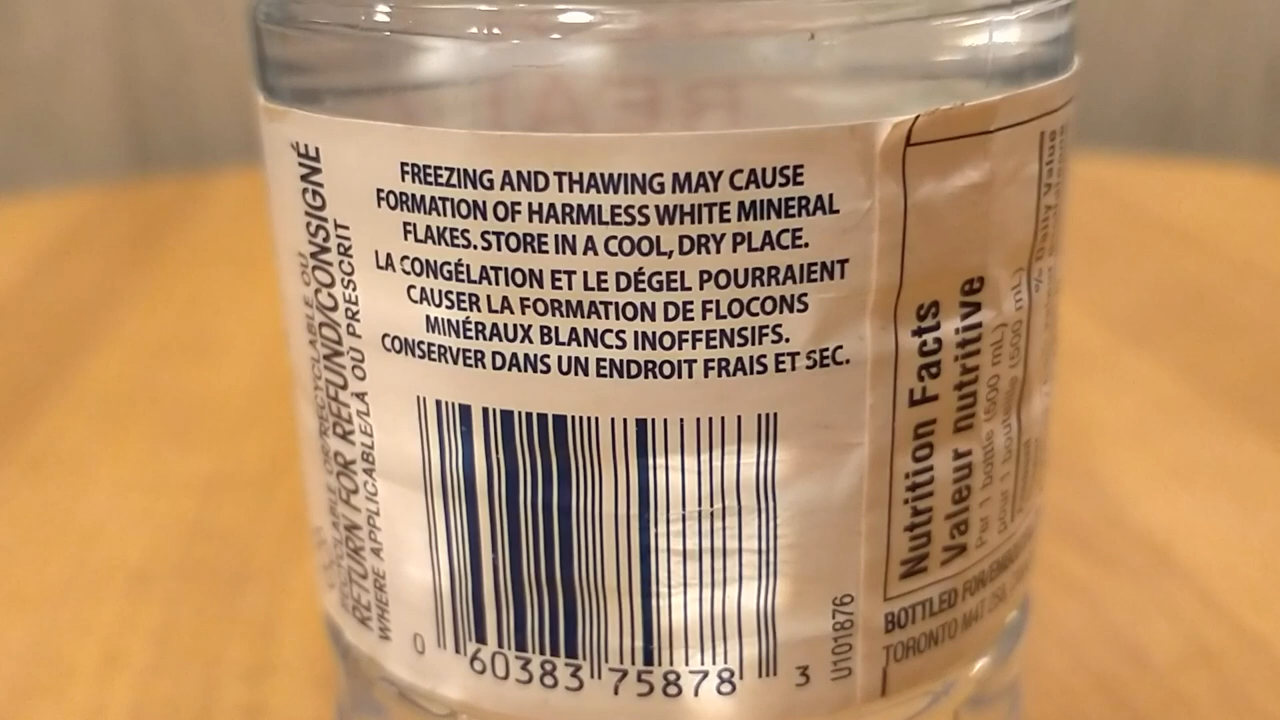 RECYCLABLE OR/RECYCLABLE OU
RETURN FOR REFUND/CONSIGNÉ
WHERE APPLICABLE/LÀ OÙ PRESCRIT
FREEZING AND THAWING MAY CAUSE
FORMATION OF HARMLESS WHITE MINERAL
FLAKES. STORE IN A COOL, DRY PLACE.
LA CONGÉLATION ET LE DÉGEL POURRAIENT
CAUSER LA FORMATION DE FLOCONS
MINÉRAUX BLANCS INOFFENSIFS.
CONSERVER DANS UN ENDROIT FRAIS ET SEC.
0 60383 75878 3
U101876
Nutrition Facts
Valeur nutritive
Per 1 bottle (500 mL)
pour 1 bouteille (500 mL)
% Daily Value
BOTTLED FOR/
TORONTO M4T